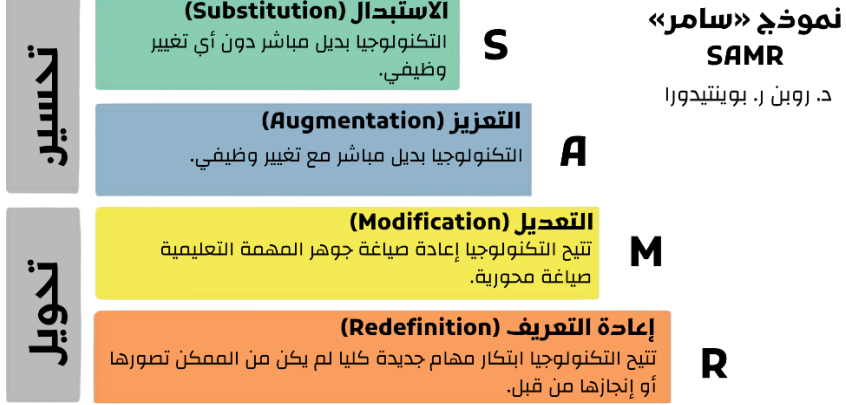 نموذج «سامر»
SAMR
د. روبن ر. بوينتيدورا
تحسين
الاستبدال (Substitution)
التكنولوجيا بديل مباشر دون أي تغيير
وظيفي.
S
التعزيز (Augmentation)
التكنولوجيا بديل مباشر مع تغيير وظيفي.
A
تحويل
التعديل (Modification)
تتيح التكنولوجيا إعادة صياغة جوهر المهمة التعليمية
صياغة محورية.
M
إعادة التعريف (Redefinition)
تتيح التكنولوجيا ابتكار مهام جديدة كليا لم يكن من الممكن تصورها
أو إنجازها من قبل.
R